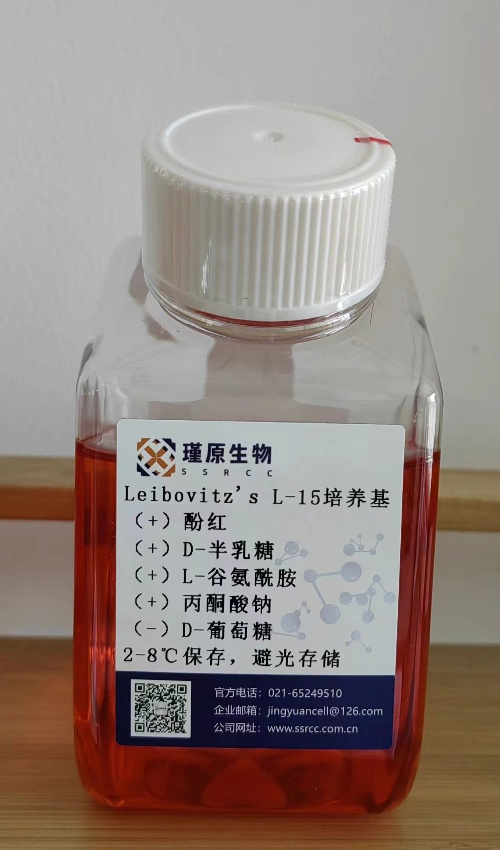 瑾原生物
SSRCC
Leibovitz's L-15培养基
（+）酚红
（+）D-半乳糖
（+）L-谷氨酰胺
（+）丙酮酸钠
（-）D-葡萄糖
2-8℃保存，避光存储
官方电话：021-65249510
企业邮箱：jingyuancell@126.com
公司网址：www.ssrcc.com.cn